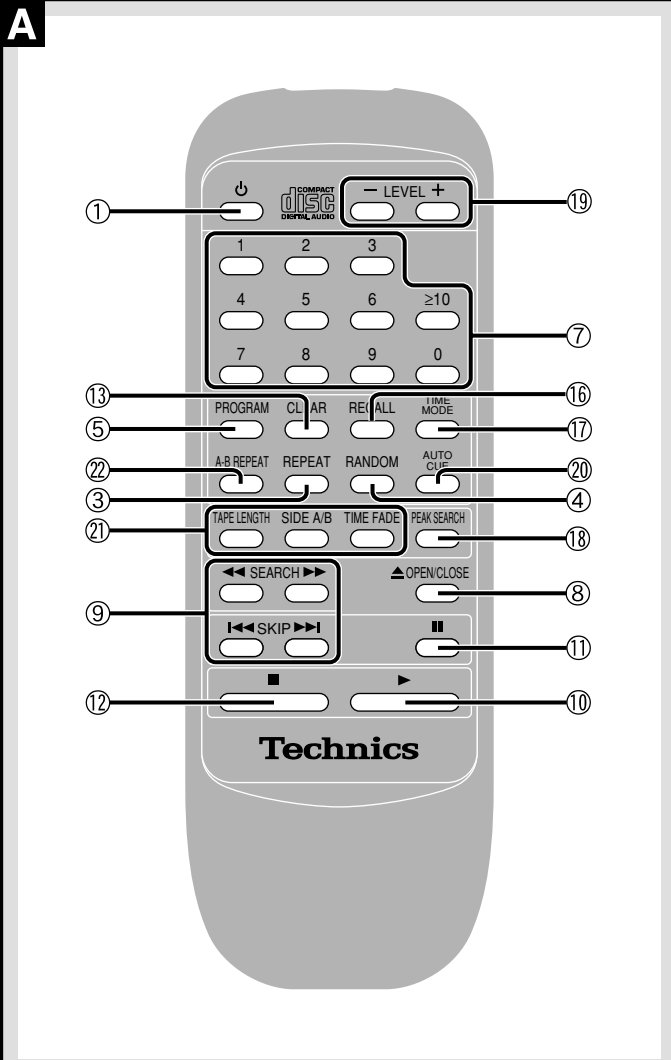 A
⏻ COMPACT disc DIGITAL AUDIO − LEVEL +
① ⑲
1 2 3
4 5 6 ≥10
⑦
7 8 9 0
⑬ ⑯
PROGRAM CLEAR RECALL TIME MODE
⑤ ⑰
㉒ A-B REPEAT REPEAT RANDOM AUTO CUE ⑳
③ ④
TAPE LENGTH SIDE A/B TIME FADE PEAK SEARCH
㉑ ⑱
◀◀ SEARCH ▶▶ ⏏ OPEN/CLOSE
⑧
⑨
I◀◀ SKIP ▶▶I ⏸
⑪
■ ▶
⑫ ⑩
Technics